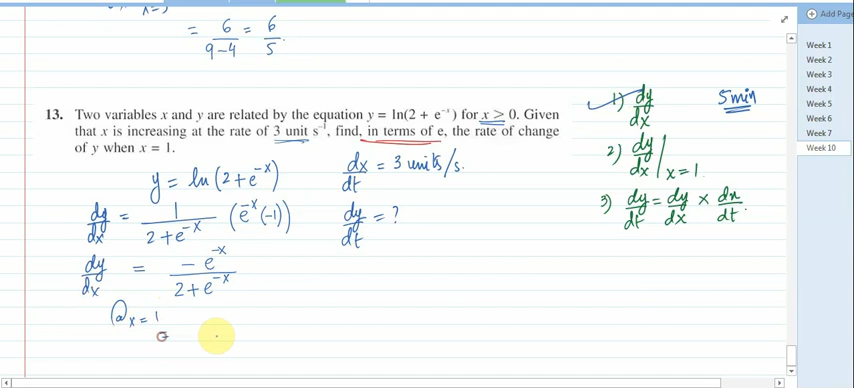 x=3
= 6/(9-4) = 6/5.
13. Two variables x and y are related by the equation y = ln(2 + e⁻ˣ) for x ≥ 0. Given
that x is increasing at the rate of 3 unit s⁻¹, find, in terms of e, the rate of change
of y when x = 1.
y = ln(2+e⁻ˣ)
dy/dx = 1/(2+e⁻ˣ) (e⁻ˣ(-1))
dy/dx = -e⁻ˣ/(2+e⁻ˣ)
@ x=1
dx/dt = 3 units/s.
dy/dt = ?
1) dy/dx
5 min
2) dy/dx | x=1.
3) dy/dt = dy/dx × dx/dt.
Add Page
Week 1
Week 2
Week 3
Week 4
Week 5
Week 6
Week 7
Week 10